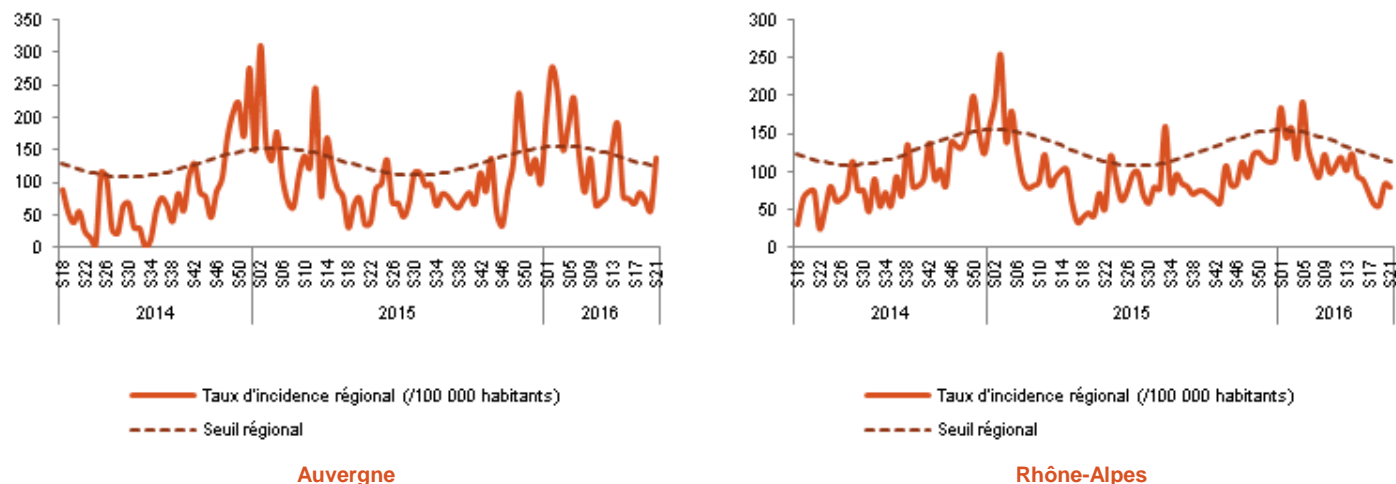 350
300
250
200
150
100
50
0
S18
S22
S26
S30
S34
S38
S42
S46
S50
S02
S06
S10
S14
S18
S22
S26
S30
S34
S38
S42
S46
S50
S01
S05
S09
S13
S17
S21
2014
2015
2016
Taux d'incidence régional (/100 000 habitants)
Seuil régional
Auvergne
300
250
200
150
100
50
0
S18
S22
S26
S30
S34
S38
S42
S46
S50
S02
S06
S10
S14
S18
S22
S26
S30
S34
S38
S42
S46
S50
S01
S05
S09
S13
S17
S21
2014
2015
2016
Taux d'incidence régional (/100 000 habitants)
Seuil régional
Rhône-Alpes